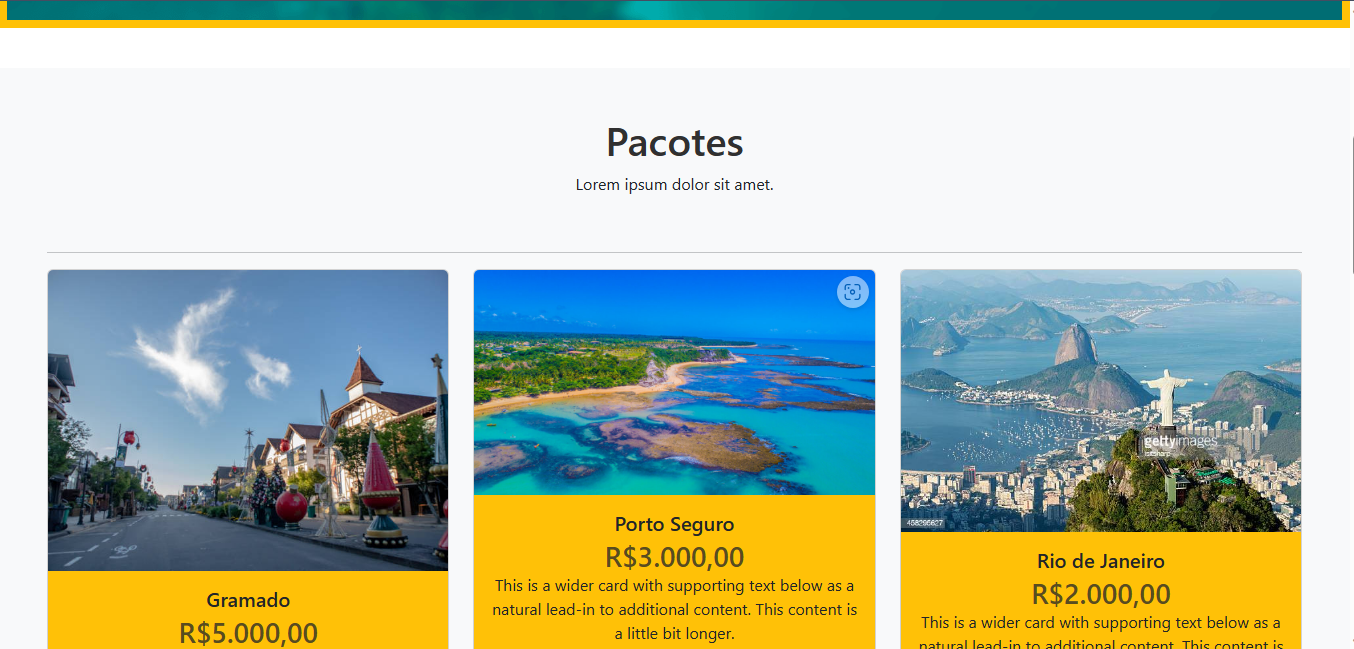 Pacotes
Lorem ipsum dolor sit amet.
gettyimages
458295627
Gramado
R$5.000,00
Porto Seguro
R$3.000,00
This is a wider card with supporting text below as a
natural lead-in to additional content. This content is
a little bit longer.
Rio de Janeiro
R$2.000,00
This is a wider card with supporting text below as a
natural lead-in to additional content. This content is